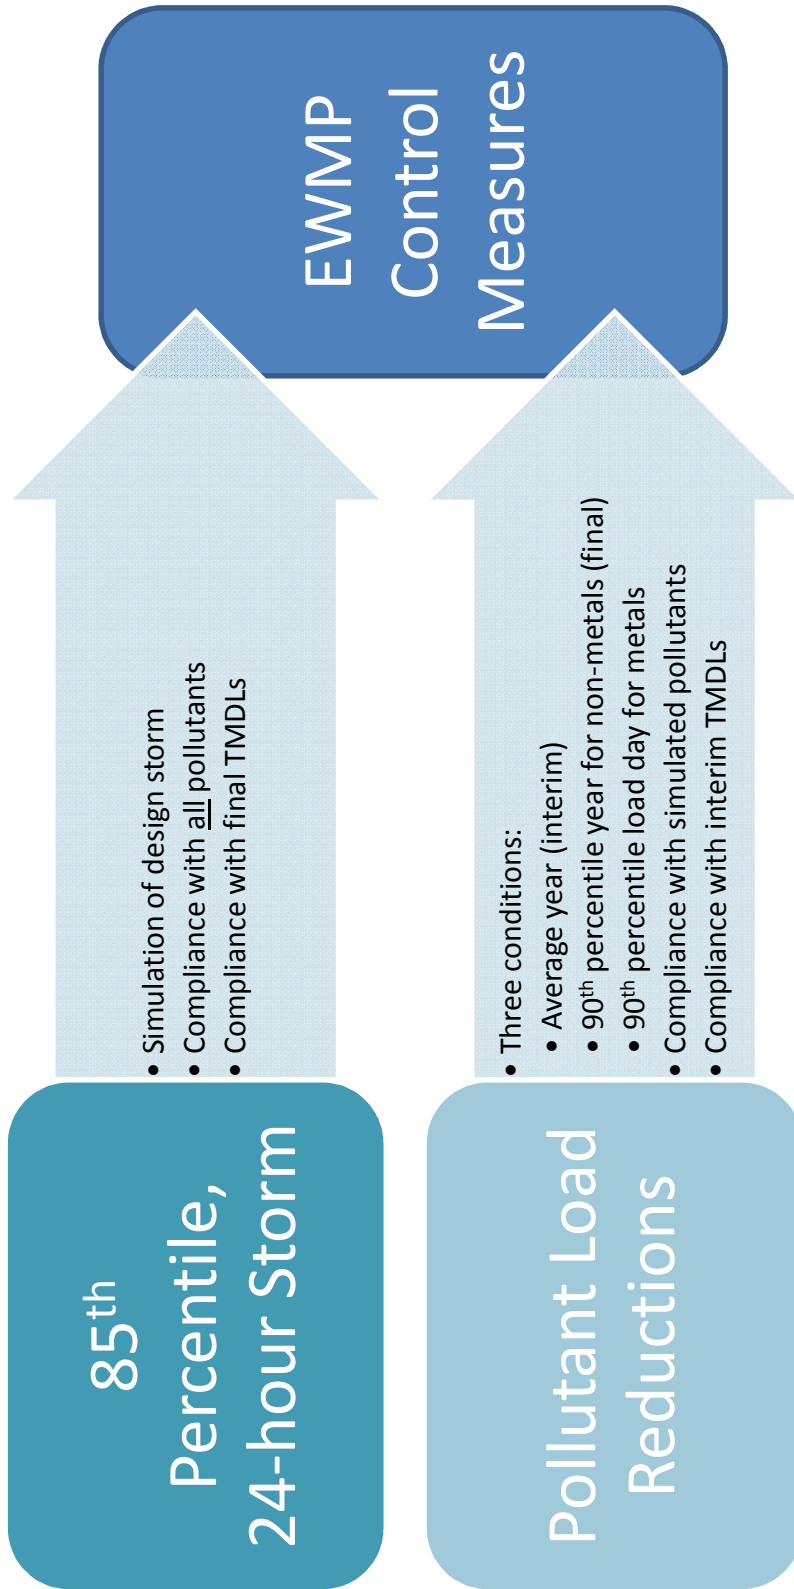 85th
Percentile,
24-hour Storm
• Simulation of design storm
• Compliance with all pollutants
• Compliance with final TMDLs
Pollutant Load
Reductions
• Three conditions:
• Average year (interim)
• 90th percentile year for non-metals (final)
• 90th percentile load day for metals
• Compliance with simulated pollutants
• Compliance with interim TMDLs
EWMP
Control
Measures